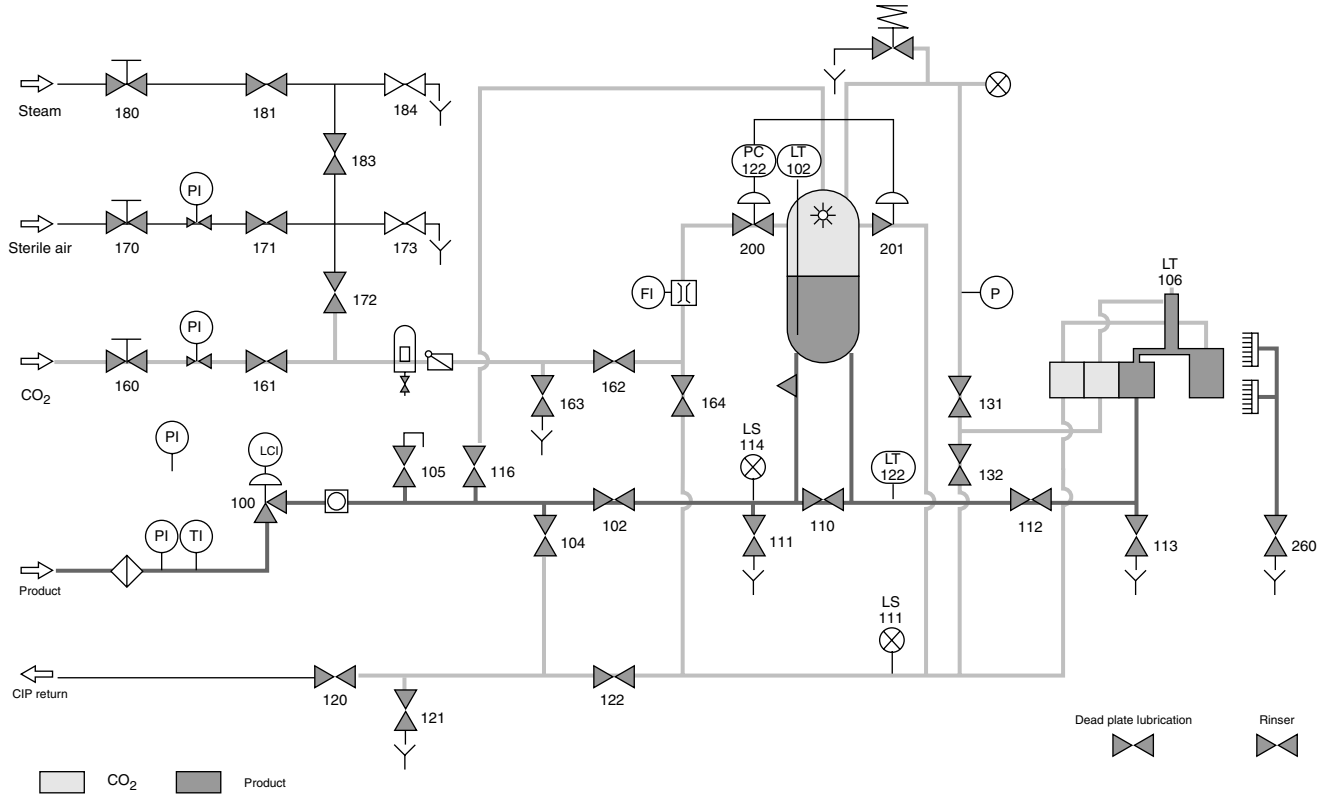 Steam
180
181
184
183
PI
Sterile air
170
171
173
172
PI
CO2
160
161
162
163
164
PC
122
LT
102
200
201
FI
P
LT
106
131
132
PI
LCI
100
105
116
LS
114
LT
122
102
110
112
104
111
113
260
PI
TI
Product
LS
111
CIP return
120
121
122
Dead plate lubrication
Rinser
CO2
Product